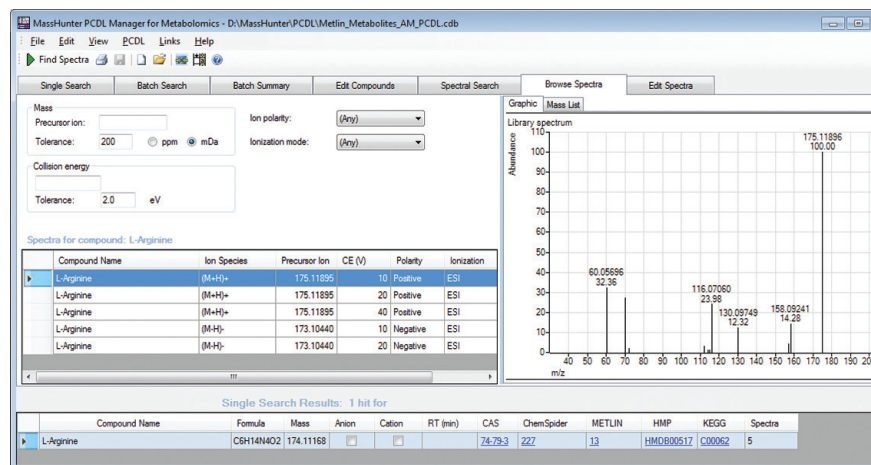 MassHunter PCDL Manager for Metabolomics - D:\MassHunter\PCDL\Metlin_Metabolites_AM_PCDL.cdb
File Edit View PCDL Links Help
Find Spectra
Single Search Batch Search Batch Summary Edit Compounds Spectral Search Browse Spectra Edit Spectra
Mass
Precursor ion:
Tolerance: 200 ppm mDa
Ion polarity: (Any)
Ionization mode: (Any)
Collision energy
Tolerance: 2.0 eV
Spectra for compound: L-Arginine
Compound Name Ion Species Precursor Ion CE (V) Polarity Ionization
L-Arginine (M+H)+ 175.11895 10 Positive ESI
L-Arginine (M+H)+ 175.11895 20 Positive ESI
L-Arginine (M+H)+ 175.11895 40 Positive ESI
L-Arginine (M-H)- 173.10440 10 Negative ESI
L-Arginine (M-H)- 173.10440 20 Negative ESI
Graphic Mass List
Library spectrum
Abundance
110
100
90
80
70
60
50
40
30
20
10
0
175.11896
100.00
60.05696
32.36
116.07060
23.98
130.09749
12.32
158.09241
14.28
40 50 60 70 80 90 100 110 120 130 140 150 160 170 180 190
m/z
Single Search Results: 1 hit for
Compound Name Formula Mass Anion Cation RT (min) CAS ChemSpider METLIN HMP KEGG Spectra
L-Arginine C6H14N4O2 174.11168 74-79-3 227 13 HMDB00517 C00062 5